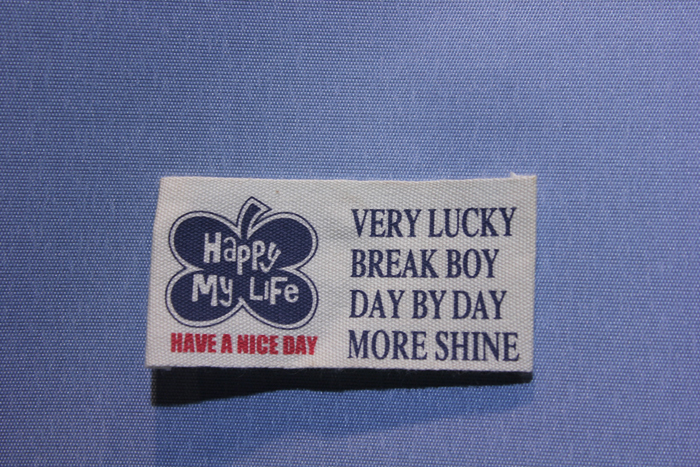 Happy
My Life
HAVE A NICE DAY
VERY LUCKY
BREAK BOY
DAY BY DAY
MORE SHINE